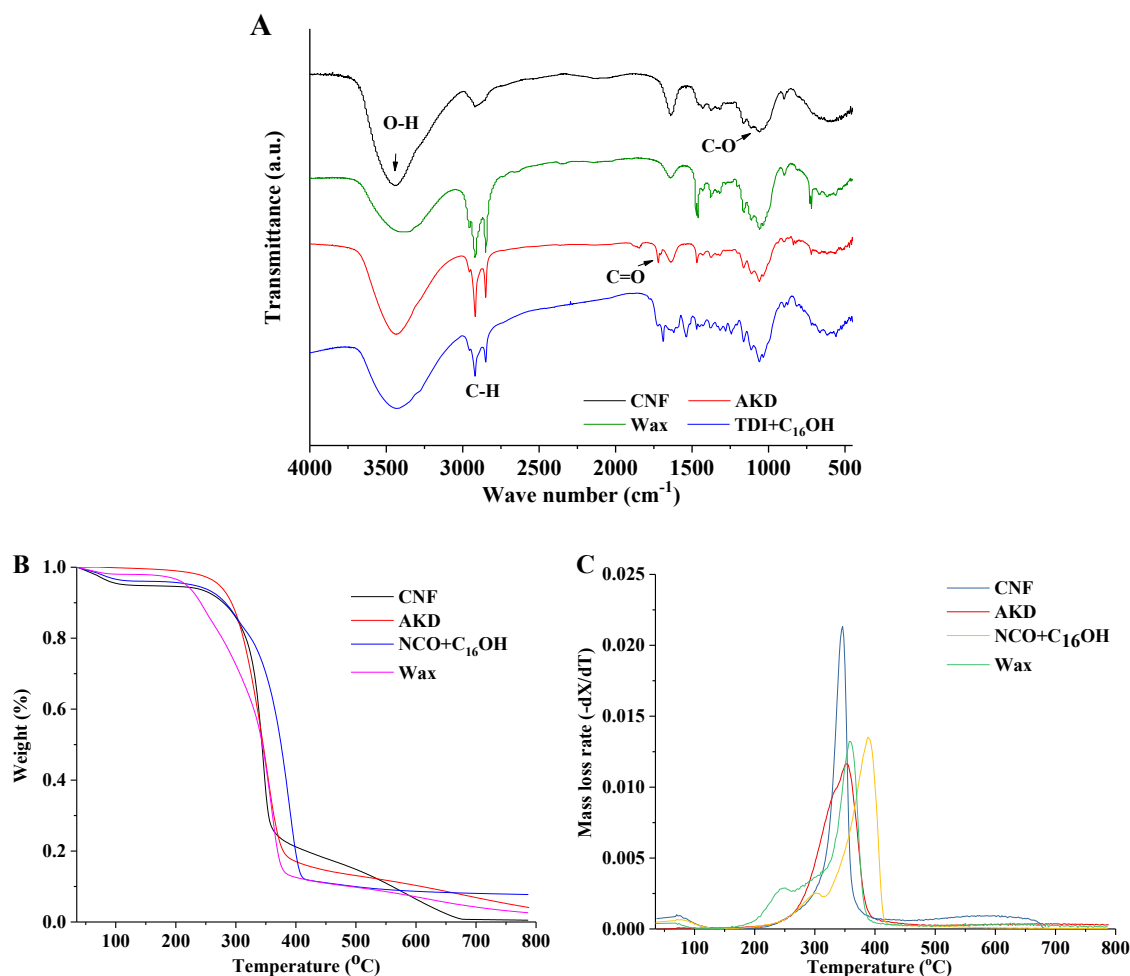 A
Transmittance (a.u.)
O-H
C-O
C=O
C-H
CNF
AKD
Wax
TDI+C₁₆OH
4000 3500 3000 2500 2000 1500 1000 500
Wave number (cm⁻¹)
B
Weight (%)
1.0
0.8
0.6
0.4
0.2
0.0
CNF
AKD
NCO+C₁₆OH
Wax
100 200 300 400 500 600 700 800
Temperature (°C)
C
Mass loss rate (-dX/dT)
0.025
0.020
0.015
0.010
0.005
0.000
CNF
AKD
NCO+C₁₆OH
Wax
100 200 300 400 500 600 700 800
Temperature (°C)